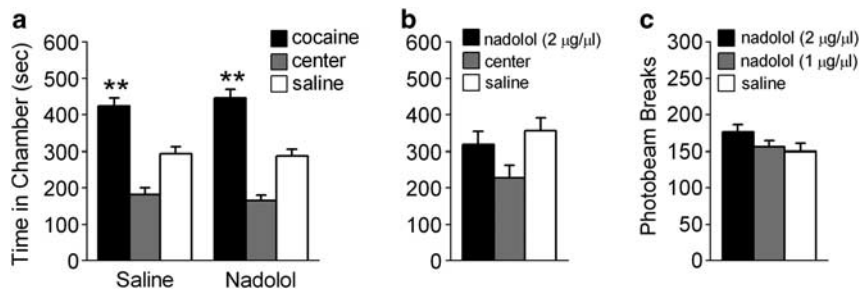 a
Time in Chamber (sec)
600
500
400
300
200
100
0
cocaine
center
saline
**
**
Saline
Nadolol
b
600
500
400
300
200
100
0
nadolol (2 μg/μl)
center
saline
c
Photobeam Breaks
300
250
200
150
100
50
0
nadolol (2 μg/μl)
nadolol (1 μg/μl)
saline